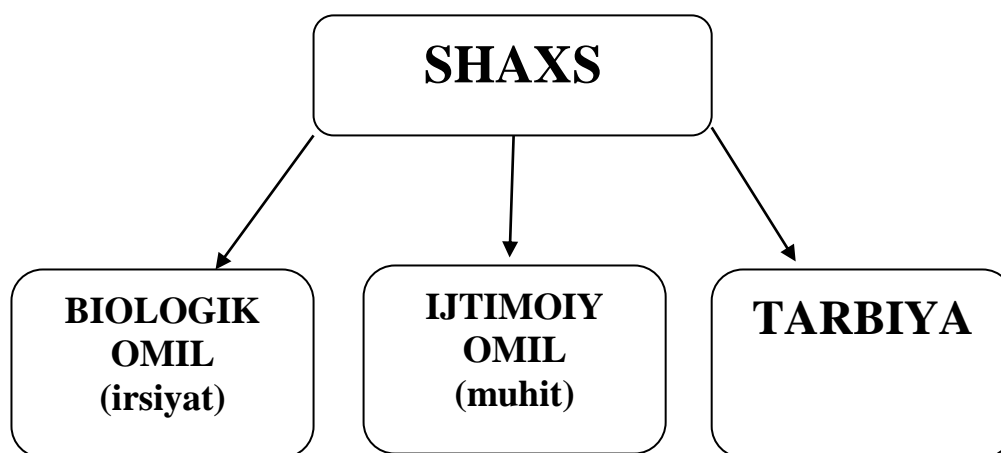 SHAXS
BIOLOGIK
OMIL
(irsiyat)
IJTIMOIY
OMIL
(muhit)
TARBIYA